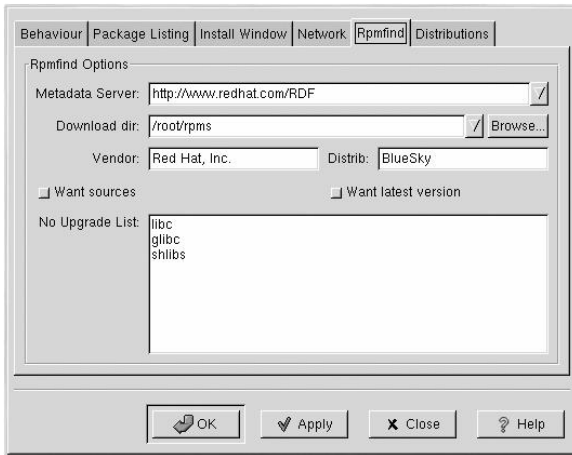 Behaviour Package Listing Install Window Network Rpmfind Distributions
Rpmfind Options
Metadata Server: http://www.redhat.com/RDF
Download dir: /root/rpms Browse...
Vendor: Red Hat, Inc. Distrib: BlueSky
Want sources Want latest version
No Upgrade List: libc
glibc
shlibs
OK Apply Close Help